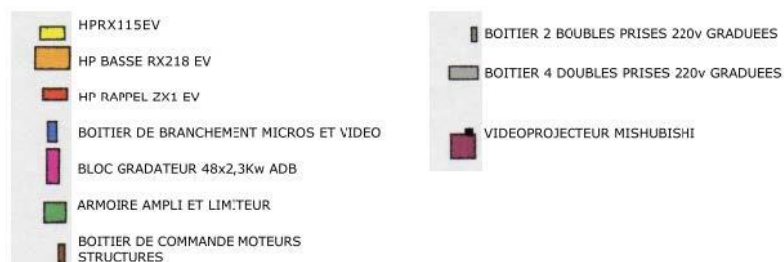 HPRX115EV
HP BASSE RX218 EV
HP RAPPEL ZX1 EV
BOITIER DE BRANCHEMENT MICROS ET VIDEO
BLOC GRADATEUR 48x2,3Kw ADB
ARMOIRE AMPLI ET LIMITEUR
BOITIER DE COMMANDE MOTEURS
STRUCTURES
BOITIER 2 BOUBLES PRISES 220v GRADUEES
BOITIER 4 DOUBLES PRISES 220v GRADUEES
VIDEOPROJECTEUR MISHUBISHI